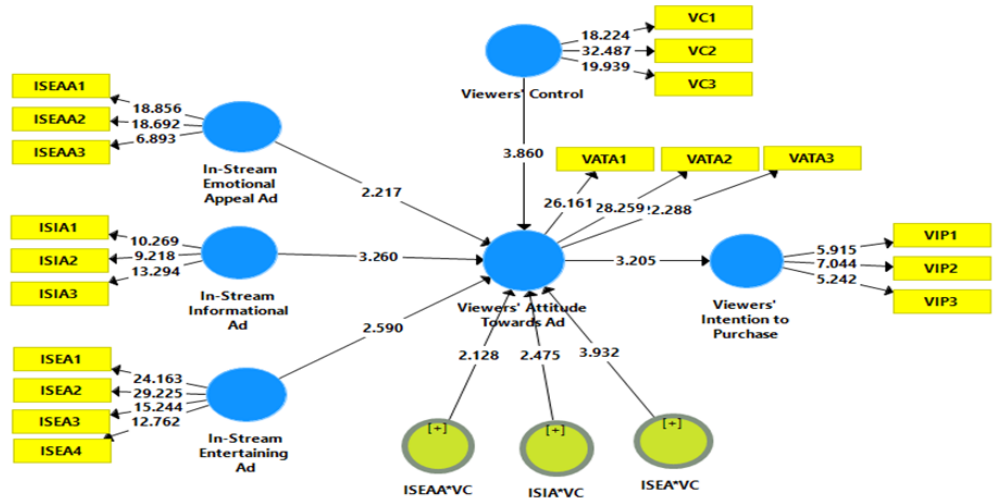 VC1
18.224
VC2
32.487
VC3
19.939
Viewers' Control
ISEAA1
18.856
ISEAA2
18.692
ISEAA3
6.893
In-Stream
Emotional
Appeal Ad
2.217
3.860
VATA1
VATA2
VATA3
26.161
28.259
2.288
ISIA1
10.269
ISIA2
9.218
ISIA3
13.294
In-Stream
Informational
Ad
3.260
Viewers' Attitude
Towards Ad
3.205
Viewers'
Intention to
Purchase
VIP1
5.915
VIP2
7.044
VIP3
5.242
2.590
ISEA1
24.163
ISEA2
29.225
ISEA3
15.244
ISEA4
12.762
In-Stream
Entertaining
Ad
2.128
2.475
3.932
[+]
[+]
[+]
ISEAA*VC
ISIA*VC
ISEA*VC